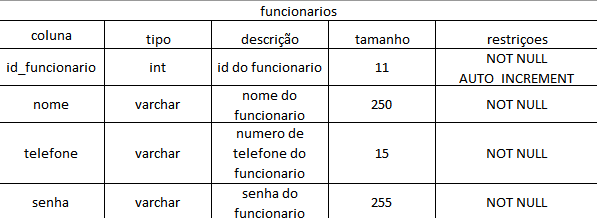 funcionarios
coluna tipo descrição tamanho restriçoes
id_funcionario int id do funcionario 11 NOT NULL
AUTO_INCREMENT
nome varchar nome do
funcionario 250 NOT NULL
telefone varchar numero de
telefone do
funcionario 15 NOT NULL
senha varchar senha do
funcionario 255 NOT NULL